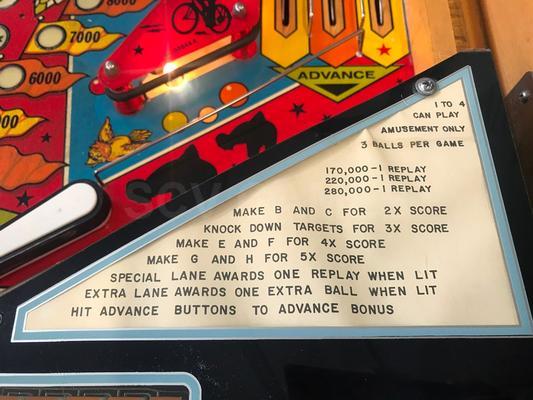 7000
6000
000
ADVANCE
1 TO 4
CAN PLAY
AMUSEMENT ONLY
3 BALLS PER GAME
170,000-1 REPLAY
220,000-1 REPLAY
280,000-1 REPLAY
MAKE B AND C FOR 2X SCORE
KNOCK DOWN TARGETS FOR 3X SCORE
MAKE E AND F FOR 4X SCORE
MAKE G AND H FOR 5X SCORE
SPECIAL LANE AWARDS ONE REPLAY WHEN LIT
EXTRA LANE AWARDS ONE EXTRA BALL WHEN LIT
HIT ADVANCE BUTTONS TO ADVANCE BONUS